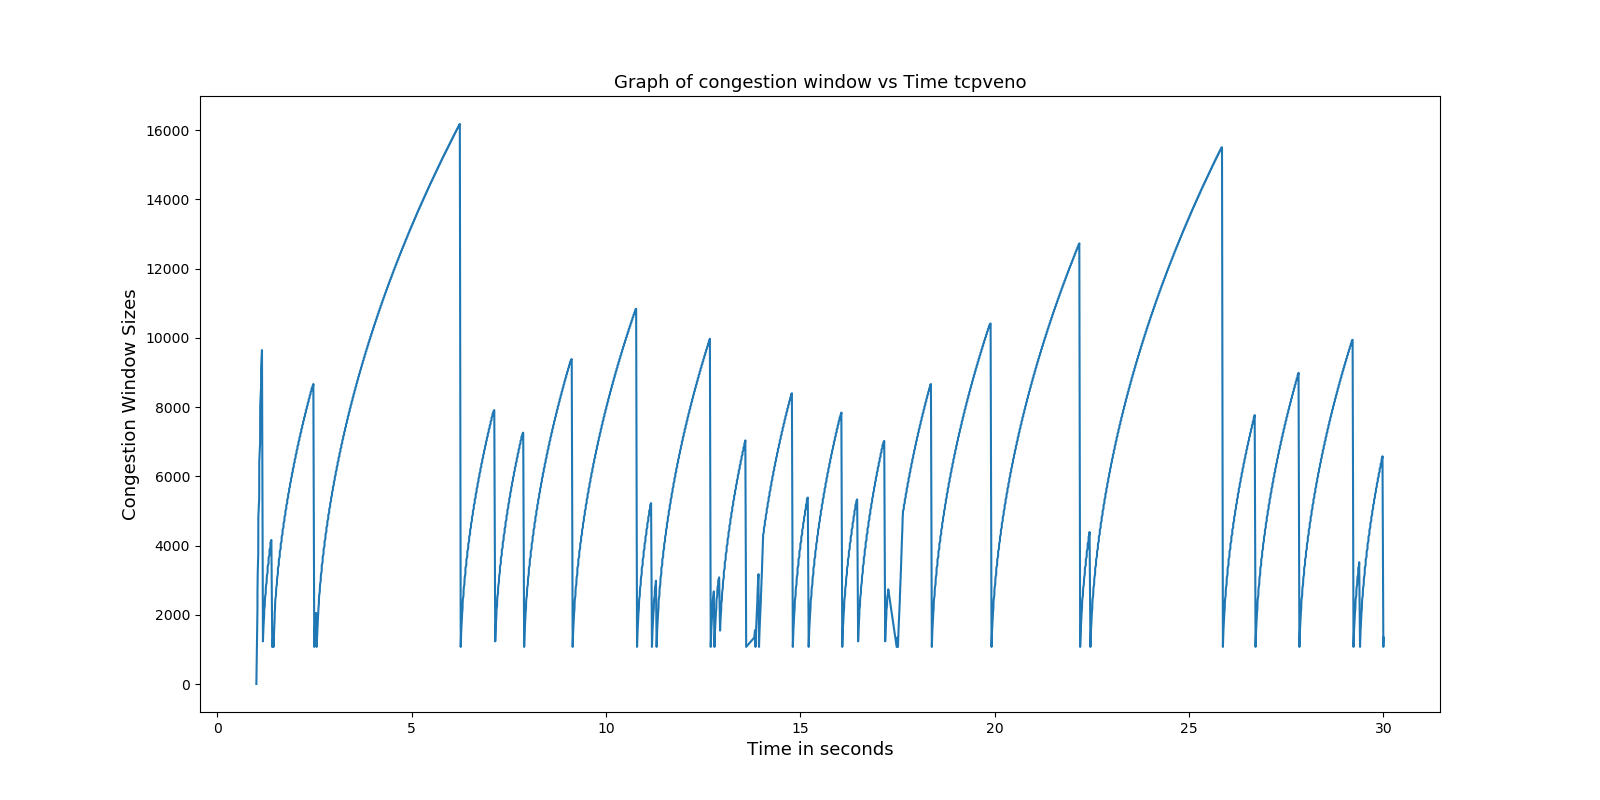 Graph of congestion window vs Time tcpveno
16000
14000
12000
10000
8000
6000
4000
2000
0
Congestion Window Sizes
0 5 10 15 20 25 30
Time in seconds